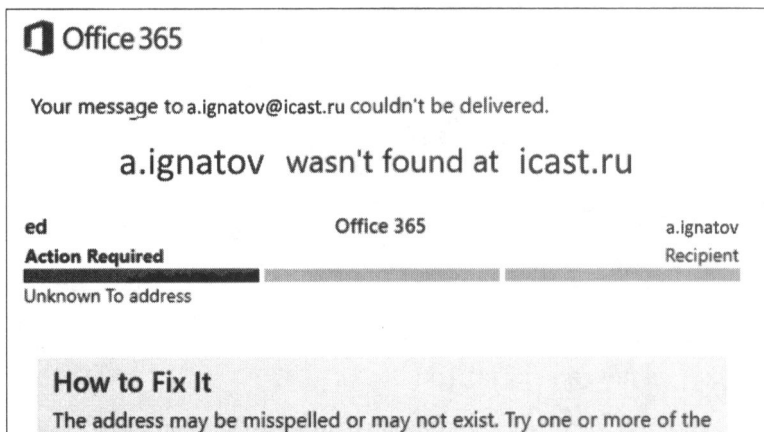 Office 365
Your message to a.ignatov@icast.ru couldn't be delivered.
a.ignatov wasn't found at icast.ru
ed Office 365 a.ignatov
Action Required Recipient
Unknown To address
How to Fix It
The address may be misspelled or may not exist. Try one or more of the